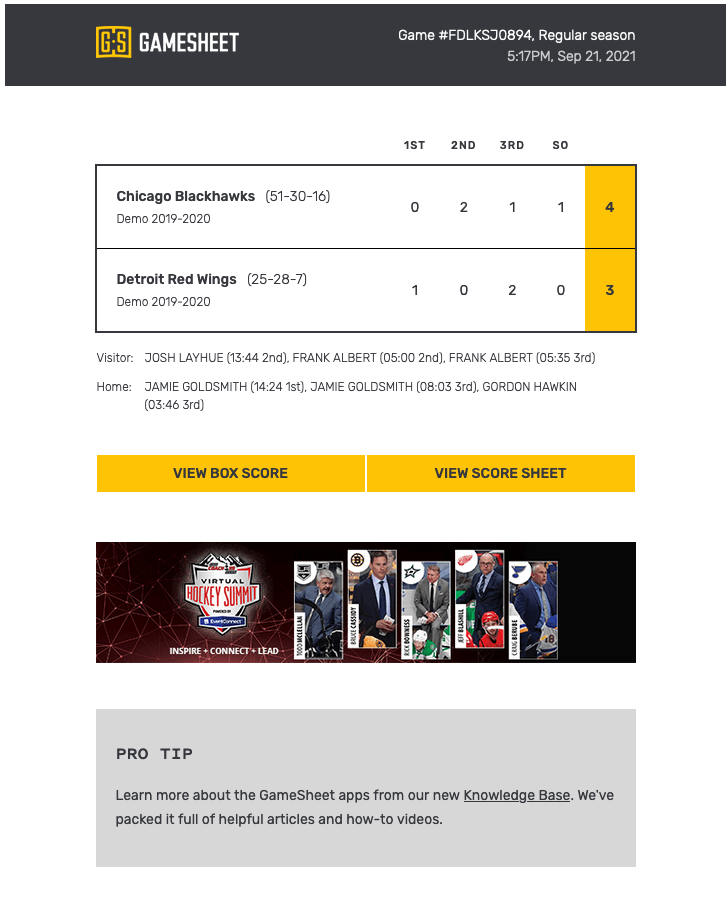 G:S GAMESHEET
Game #FDLKSJ0894, Regular season
5:17PM, Sep 21, 2021
1ST 2ND 3RD SO
Chicago Blackhawks (51-30-16) 0 2 1 1 4
Demo 2019-2020
Detroit Red Wings (25-28-7) 1 0 2 0 3
Demo 2019-2020
Visitor: JOSH LAYHUE (13:44 2nd), FRANK ALBERT (05:00 2nd), FRANK ALBERT (05:35 3rd)
Home: JAMIE GOLDSMITH (14:24 1st), JAMIE GOLDSMITH (08:03 3rd), GORDON HAWKIN
(03:46 3rd)
VIEW BOX SCORE VIEW SCORE SHEET
VIRTUAL
HOCKEY SUMMIT
POWERED BY
EventConnect
INSPIRE + CONNECT + LEAD
TODD MCLELLAN
BRUCE CASSIDY
RICK BOWNESS
JEFF BLASHILL
CRAIG BERUBE
PRO TIP
Learn more about the GameSheet apps from our new Knowledge Base. We've
packed it full of helpful articles and how-to videos.